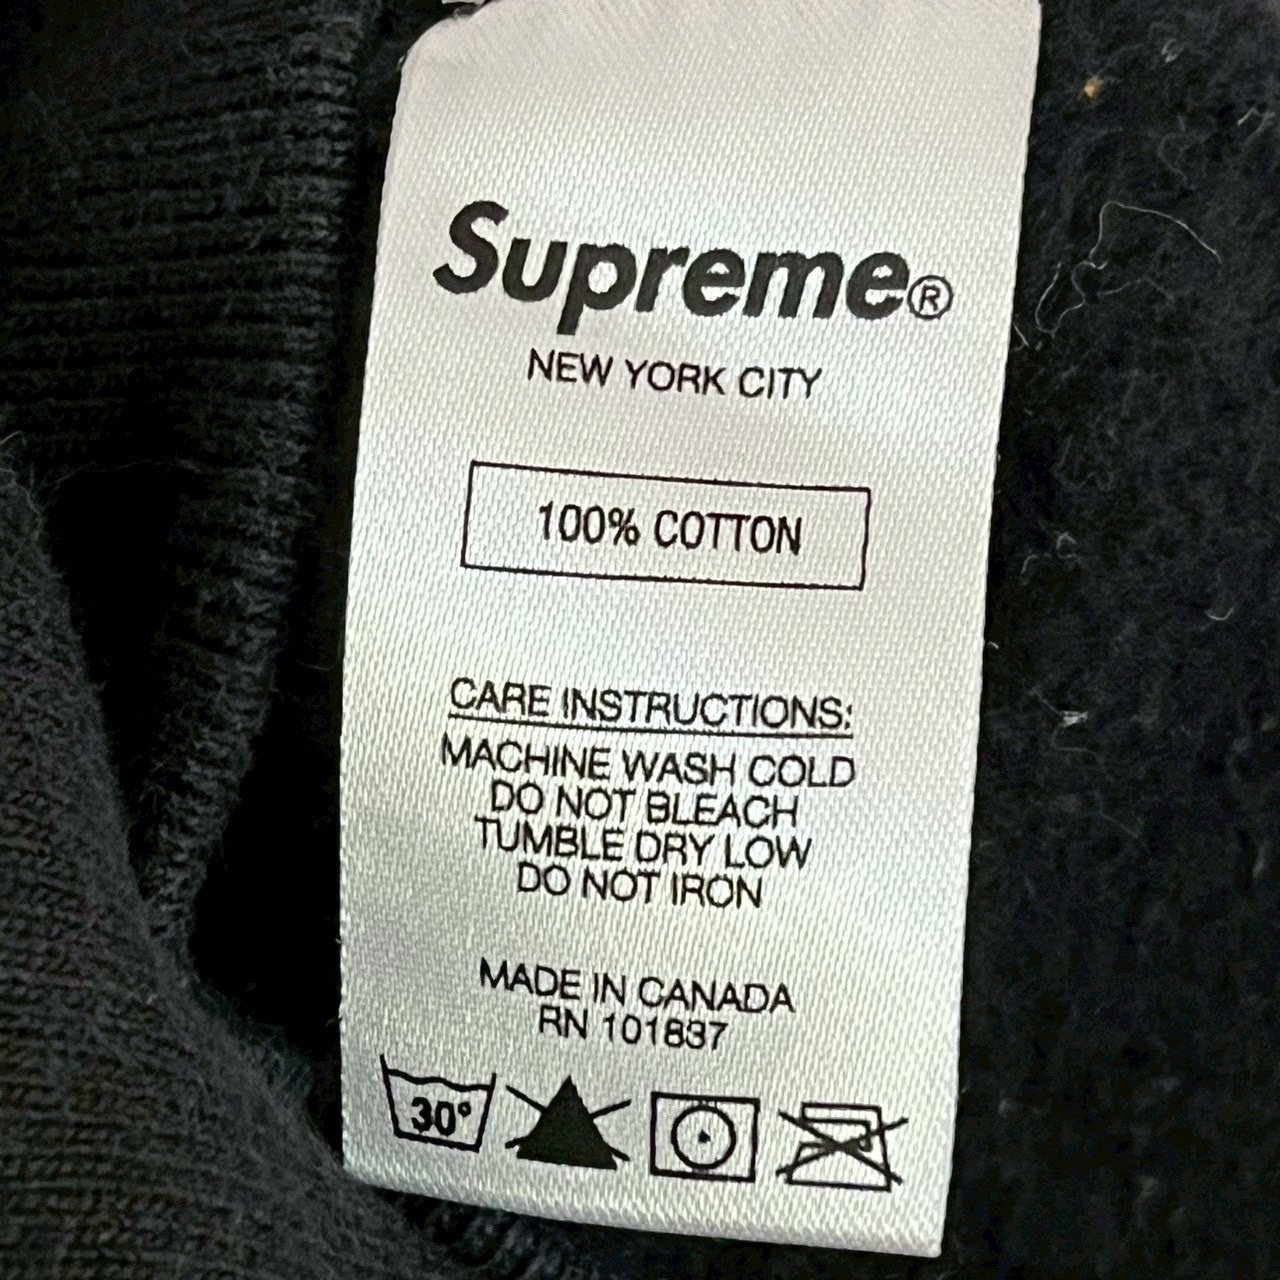 Supreme®
NEW YORK CITY
100% COTTON
CARE INSTRUCTIONS:
MACHINE WASH COLD
DO NOT BLEACH
TUMBLE DRY LOW
DO NOT IRON
MADE IN CANADA
RN 101837
30°